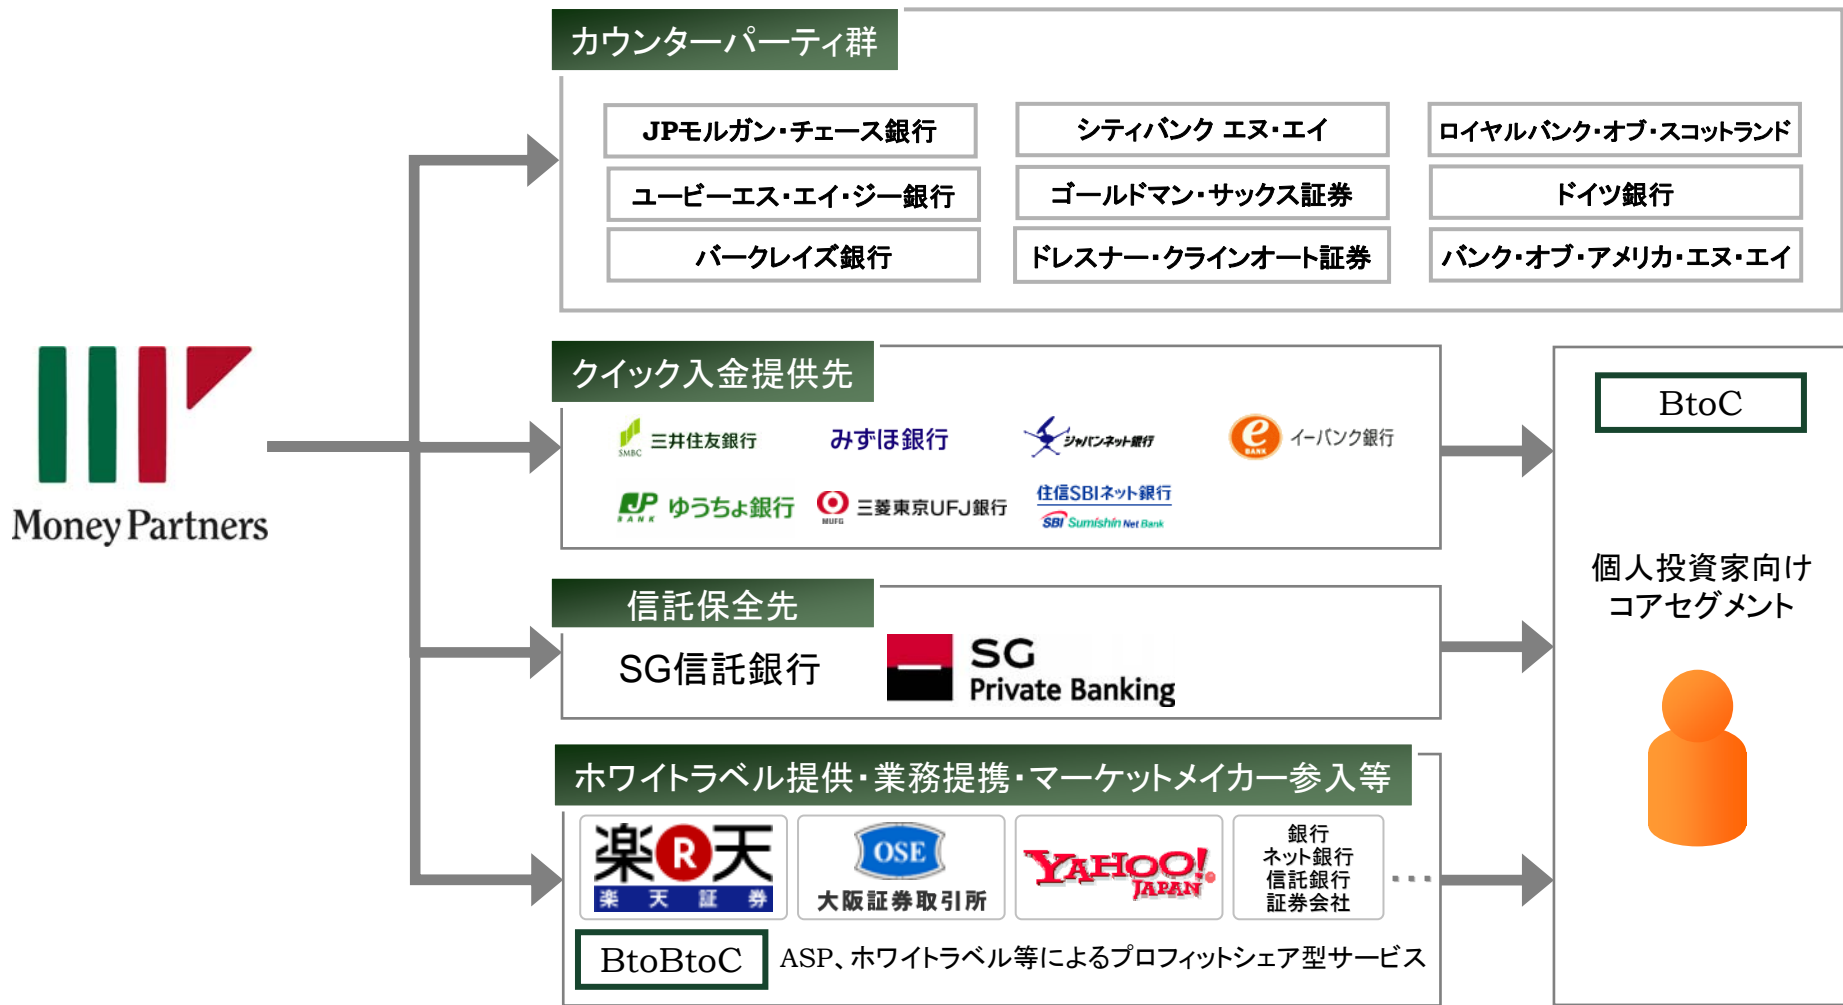 カウンターパーティ群
JPモルガン・チェース銀行
シティバンク エヌ・エイ
ロイヤルバンク・オブ・スコットランド
ユービーエス・エイ・ジー銀行
ゴールドマン・サックス証券
ドイツ銀行
バークレイズ銀行
ドレスナー・クラインオート証券
バンク・オブ・アメリカ・エヌ・エイ
Money Partners
クイック入金提供先
SMBC
三井住友銀行
みずほ銀行
ジャパンネット銀行
e
BANK
イーバンク銀行
JP
BANK
ゆうちょ銀行
MUFG
三菱東京UFJ銀行
住信SBIネット銀行
SBI Sumishin Net Bank
信託保全先
SG信託銀行
SG
Private Banking
ホワイトラベル提供・業務提携・マーケットメイカー参入等
楽R天
楽天証券
OSE
大阪証券取引所
YAHOO!
JAPAN
銀行
ネット銀行
信託銀行
証券会社
…
BtoBtoC
ASP、ホワイトラベル等によるプロフィットシェア型サービス
BtoC
個人投資家向け
コアセグメント